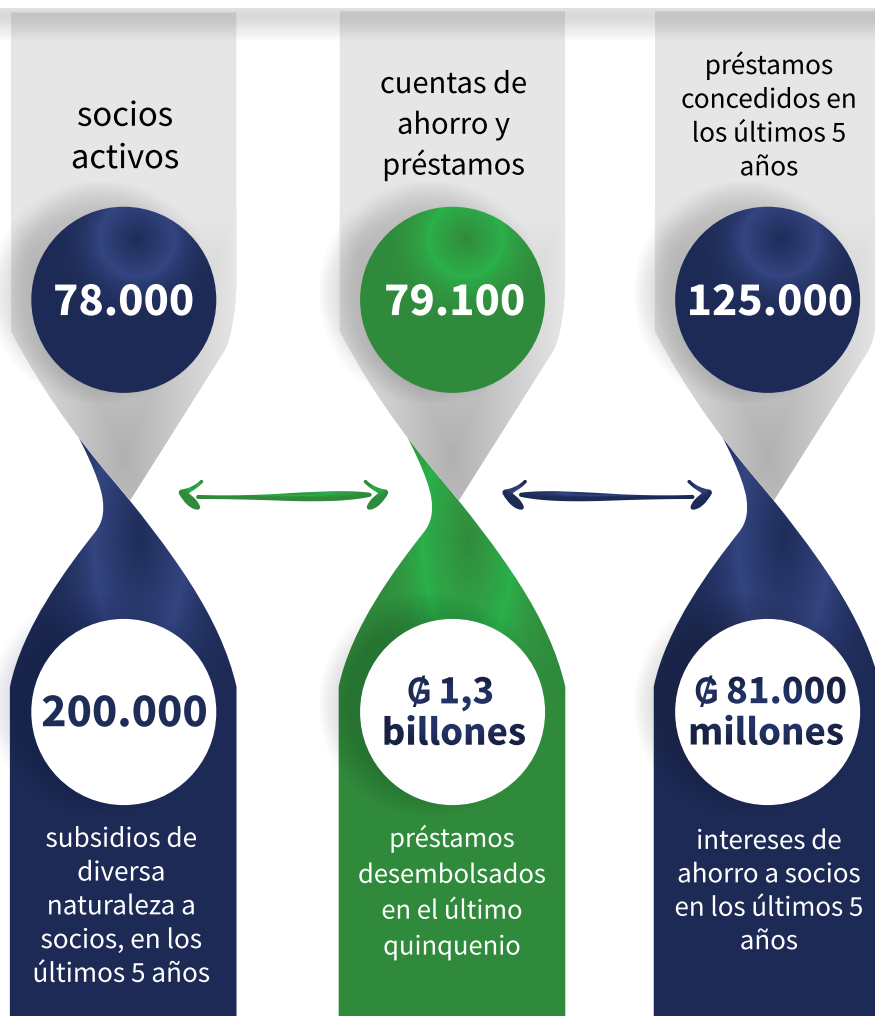 socios
activos
78.000
200.000
subsidios de
diversa
naturaleza a
socios, en los
últimos 5 años
cuentas de
ahorro y
préstamos
79.100
₲ 1,3
billones
préstamos
desembolsados
en el último
quinquenio
préstamos
concedidos en
los últimos 5
años
125.000
₲ 81.000
millones
intereses de
ahorro a socios
en los últimos 5
años